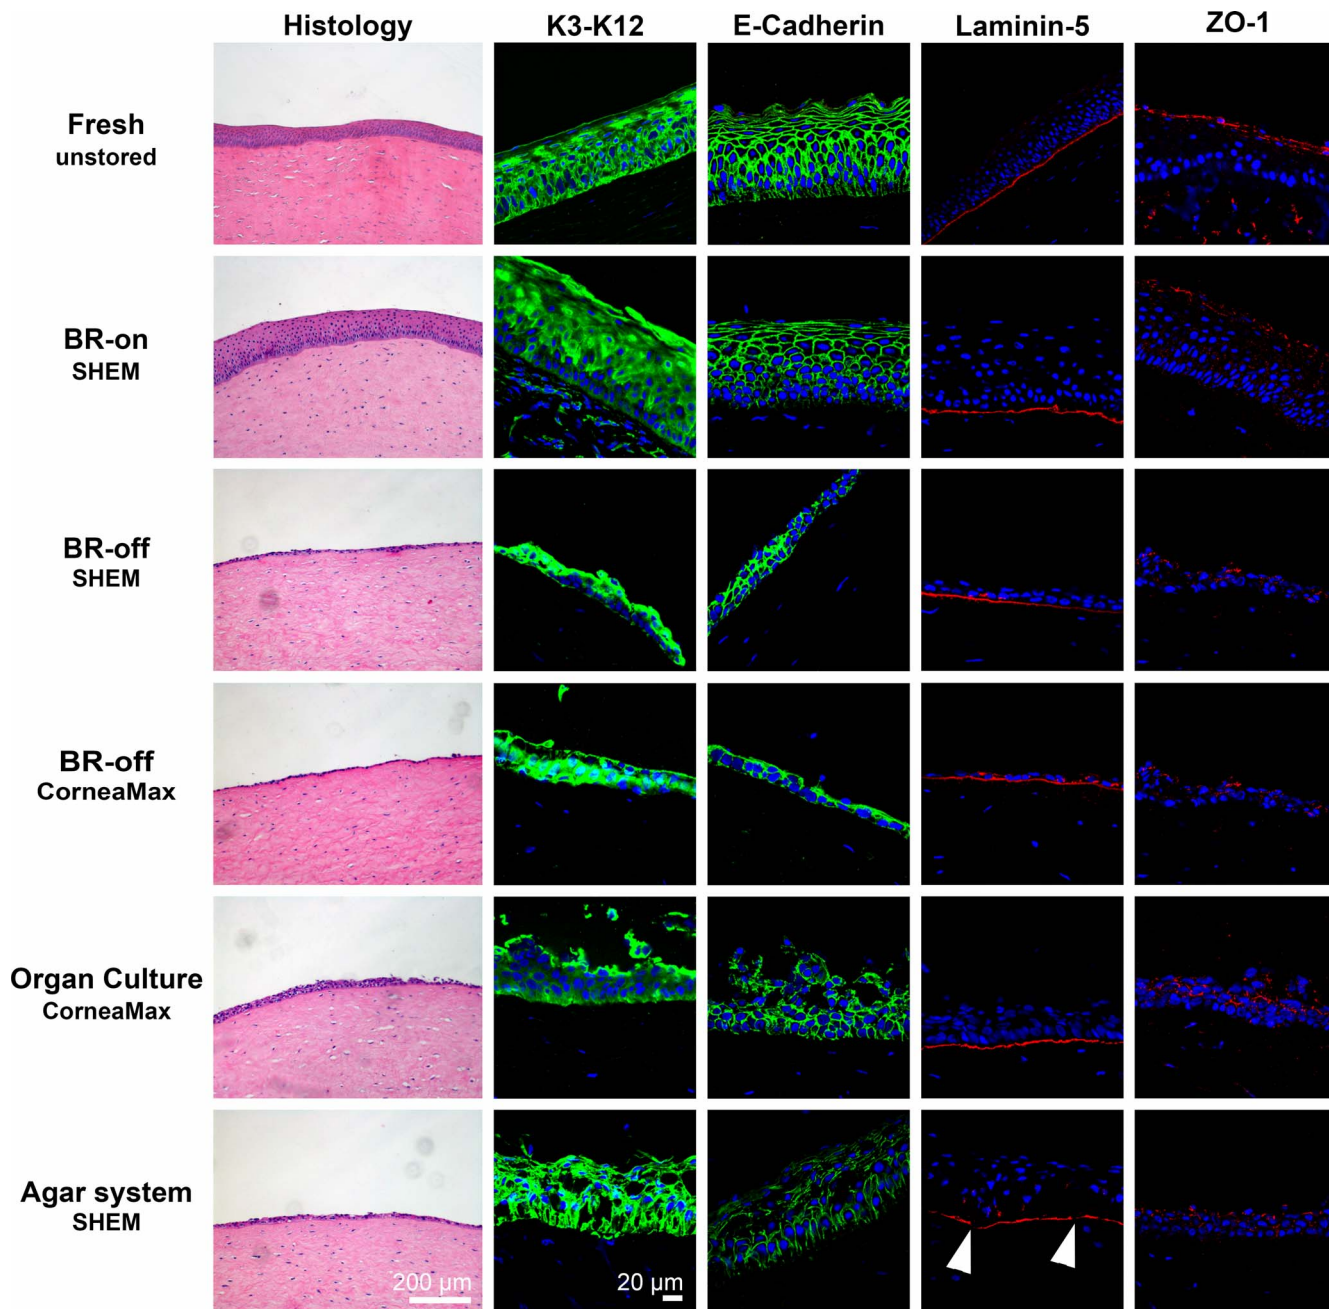 Histology K3-K12 E-Cadherin Laminin-5 ZO-1
Fresh
unstored
BR-on
SHEM
BR-off
SHEM
BR-off
CorneaMax
Organ Culture
CorneaMax
Agar system
SHEM
200 µm 20 µm